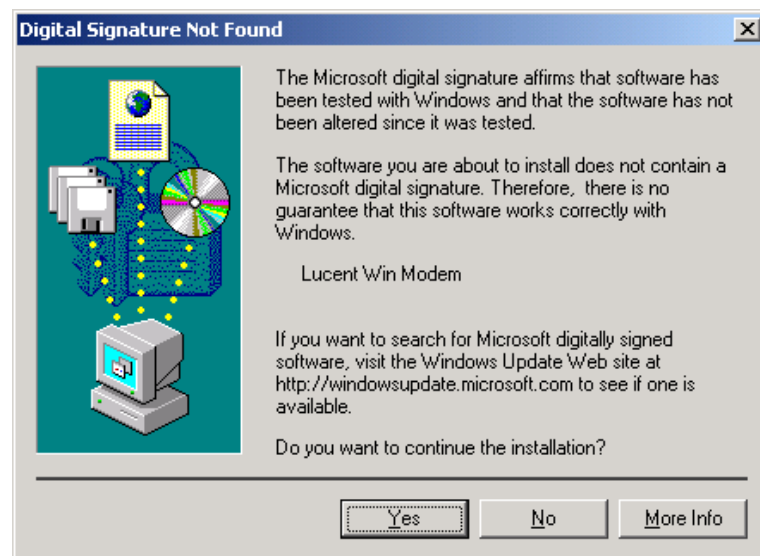 Digital Signature Not Found
The Microsoft digital signature affirms that software has
been tested with Windows and that the software has not
been altered since it was tested.
The software you are about to install does not contain a
Microsoft digital signature. Therefore,  there is no
guarantee that this software works correctly with
Windows.
Lucent Win Modem
If you want to search for Microsoft digitally signed
software, visit the Windows Update Web site at
http://windowsupdate.microsoft.com to see if one is
available.
Do you want to continue the installation?
Yes
No
More Info